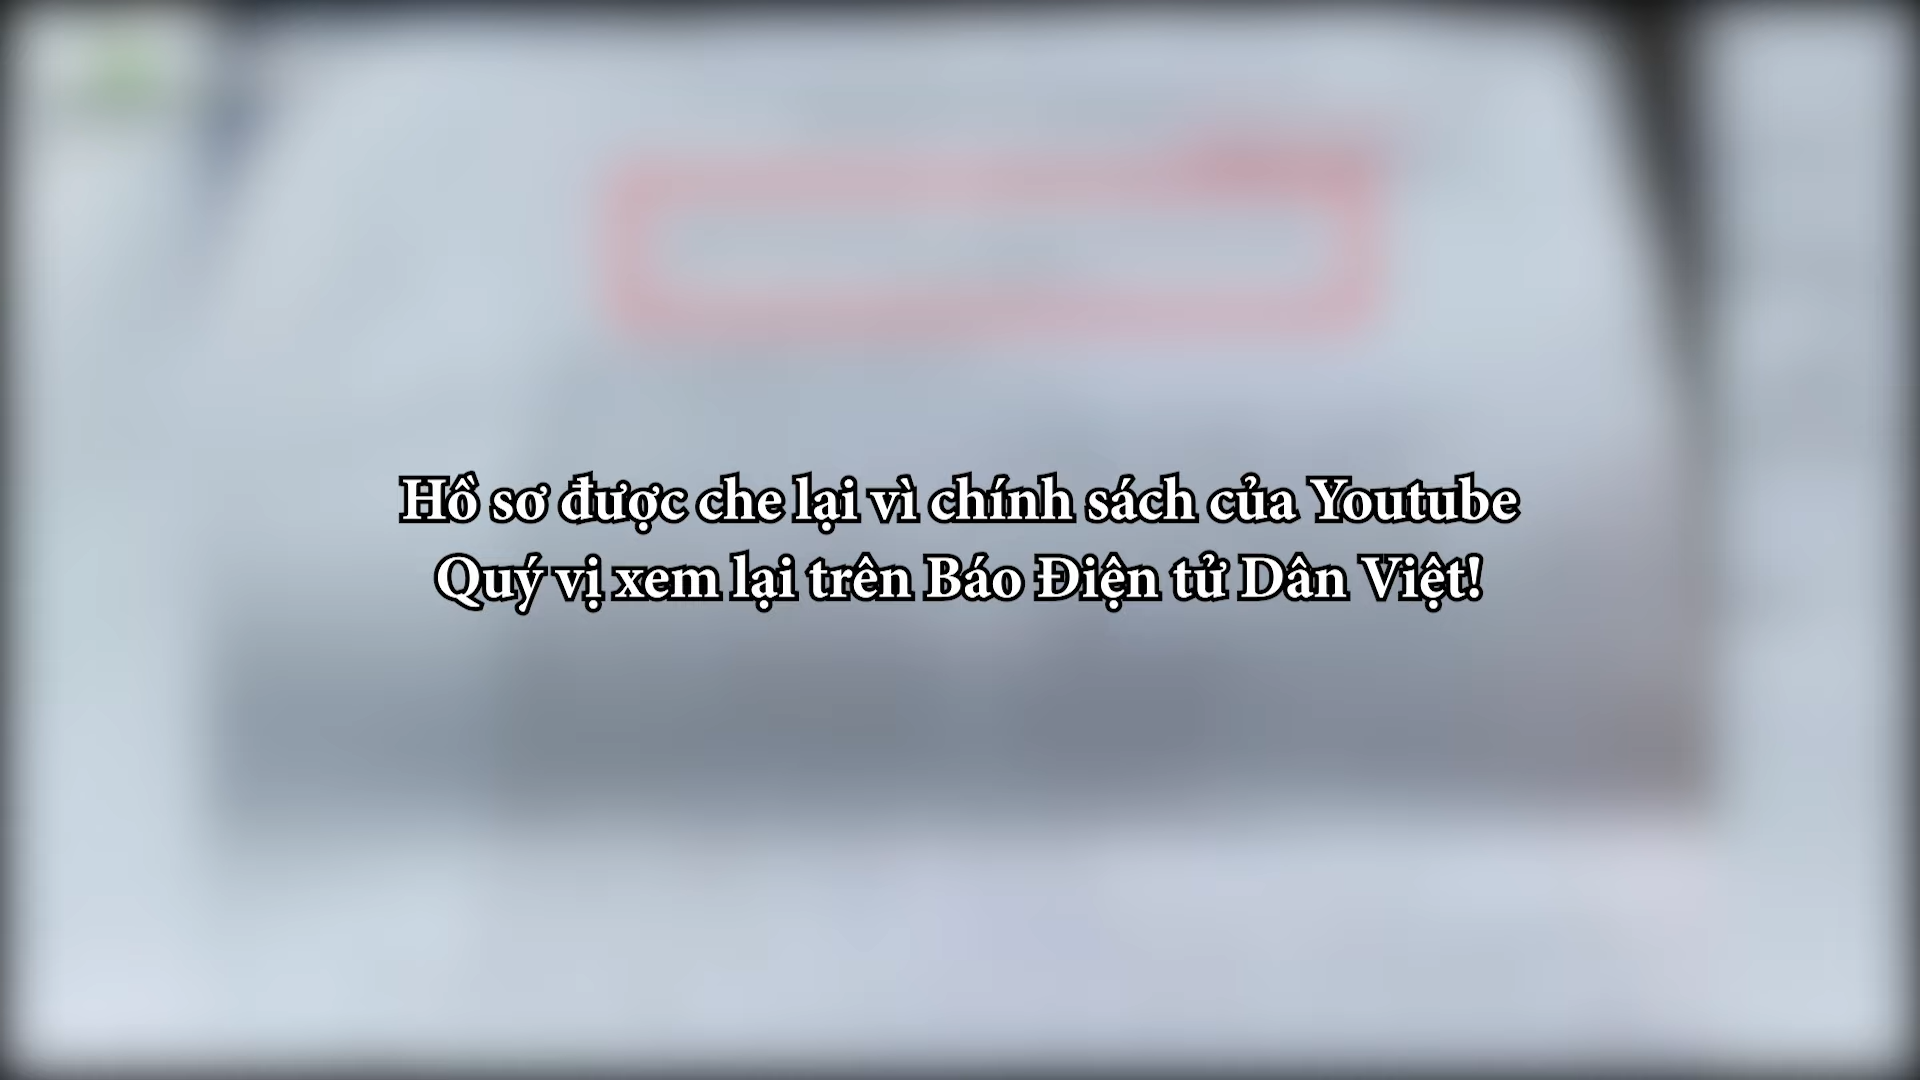 Hồ sơ được che lại vì chính sách của Youtube
Quý vị xem lại trên Báo Điện tử Dân Việt!